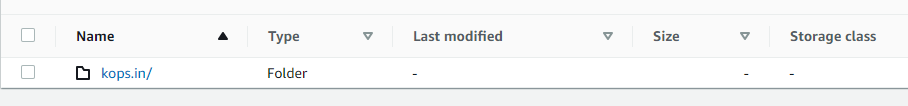 Name Type Last modified Size Storage class
kops.in/ Folder - - -